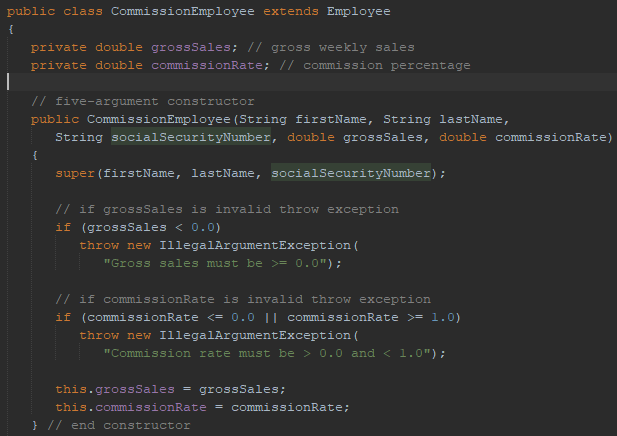 public class CommissionEmployee extends Employee
{
private double grossSales; // gross weekly sales
private double commissionRate; // commission percentage
// five-argument constructor
public CommissionEmployee(String firstName, String lastName,
String socialSecurityNumber, double grossSales, double commissionRate)
{
super(firstName, lastName, socialSecurityNumber);
// if grossSales is invalid throw exception
if (grossSales < 0.0)
throw new IllegalArgumentException(
"Gross sales must be >= 0.0");
// if commissionRate is invalid throw exception
if (commissionRate <= 0.0 || commissionRate >= 1.0)
throw new IllegalArgumentException(
"Commission rate must be > 0.0 and < 1.0");
this.grossSales = grossSales;
this.commissionRate = commissionRate;
} // end constructor